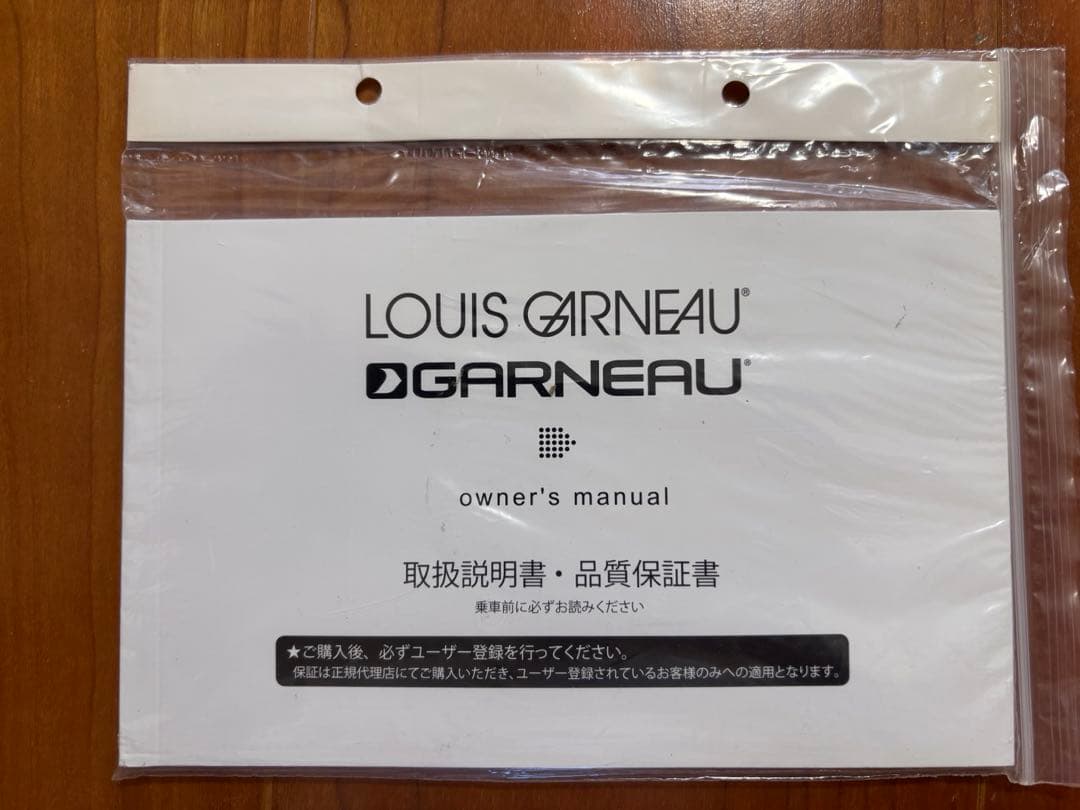 LOUIS GARNEAU®
GARNEAU®
owner's manual
取扱説明書・品質保証書
乗車前に必ずお読みください
★ご購入後、必ずユーザー登録を行ってください。
保証は正規代理店にてご購入いただき、ユーザー登録されているお客様のみへの適用となります。